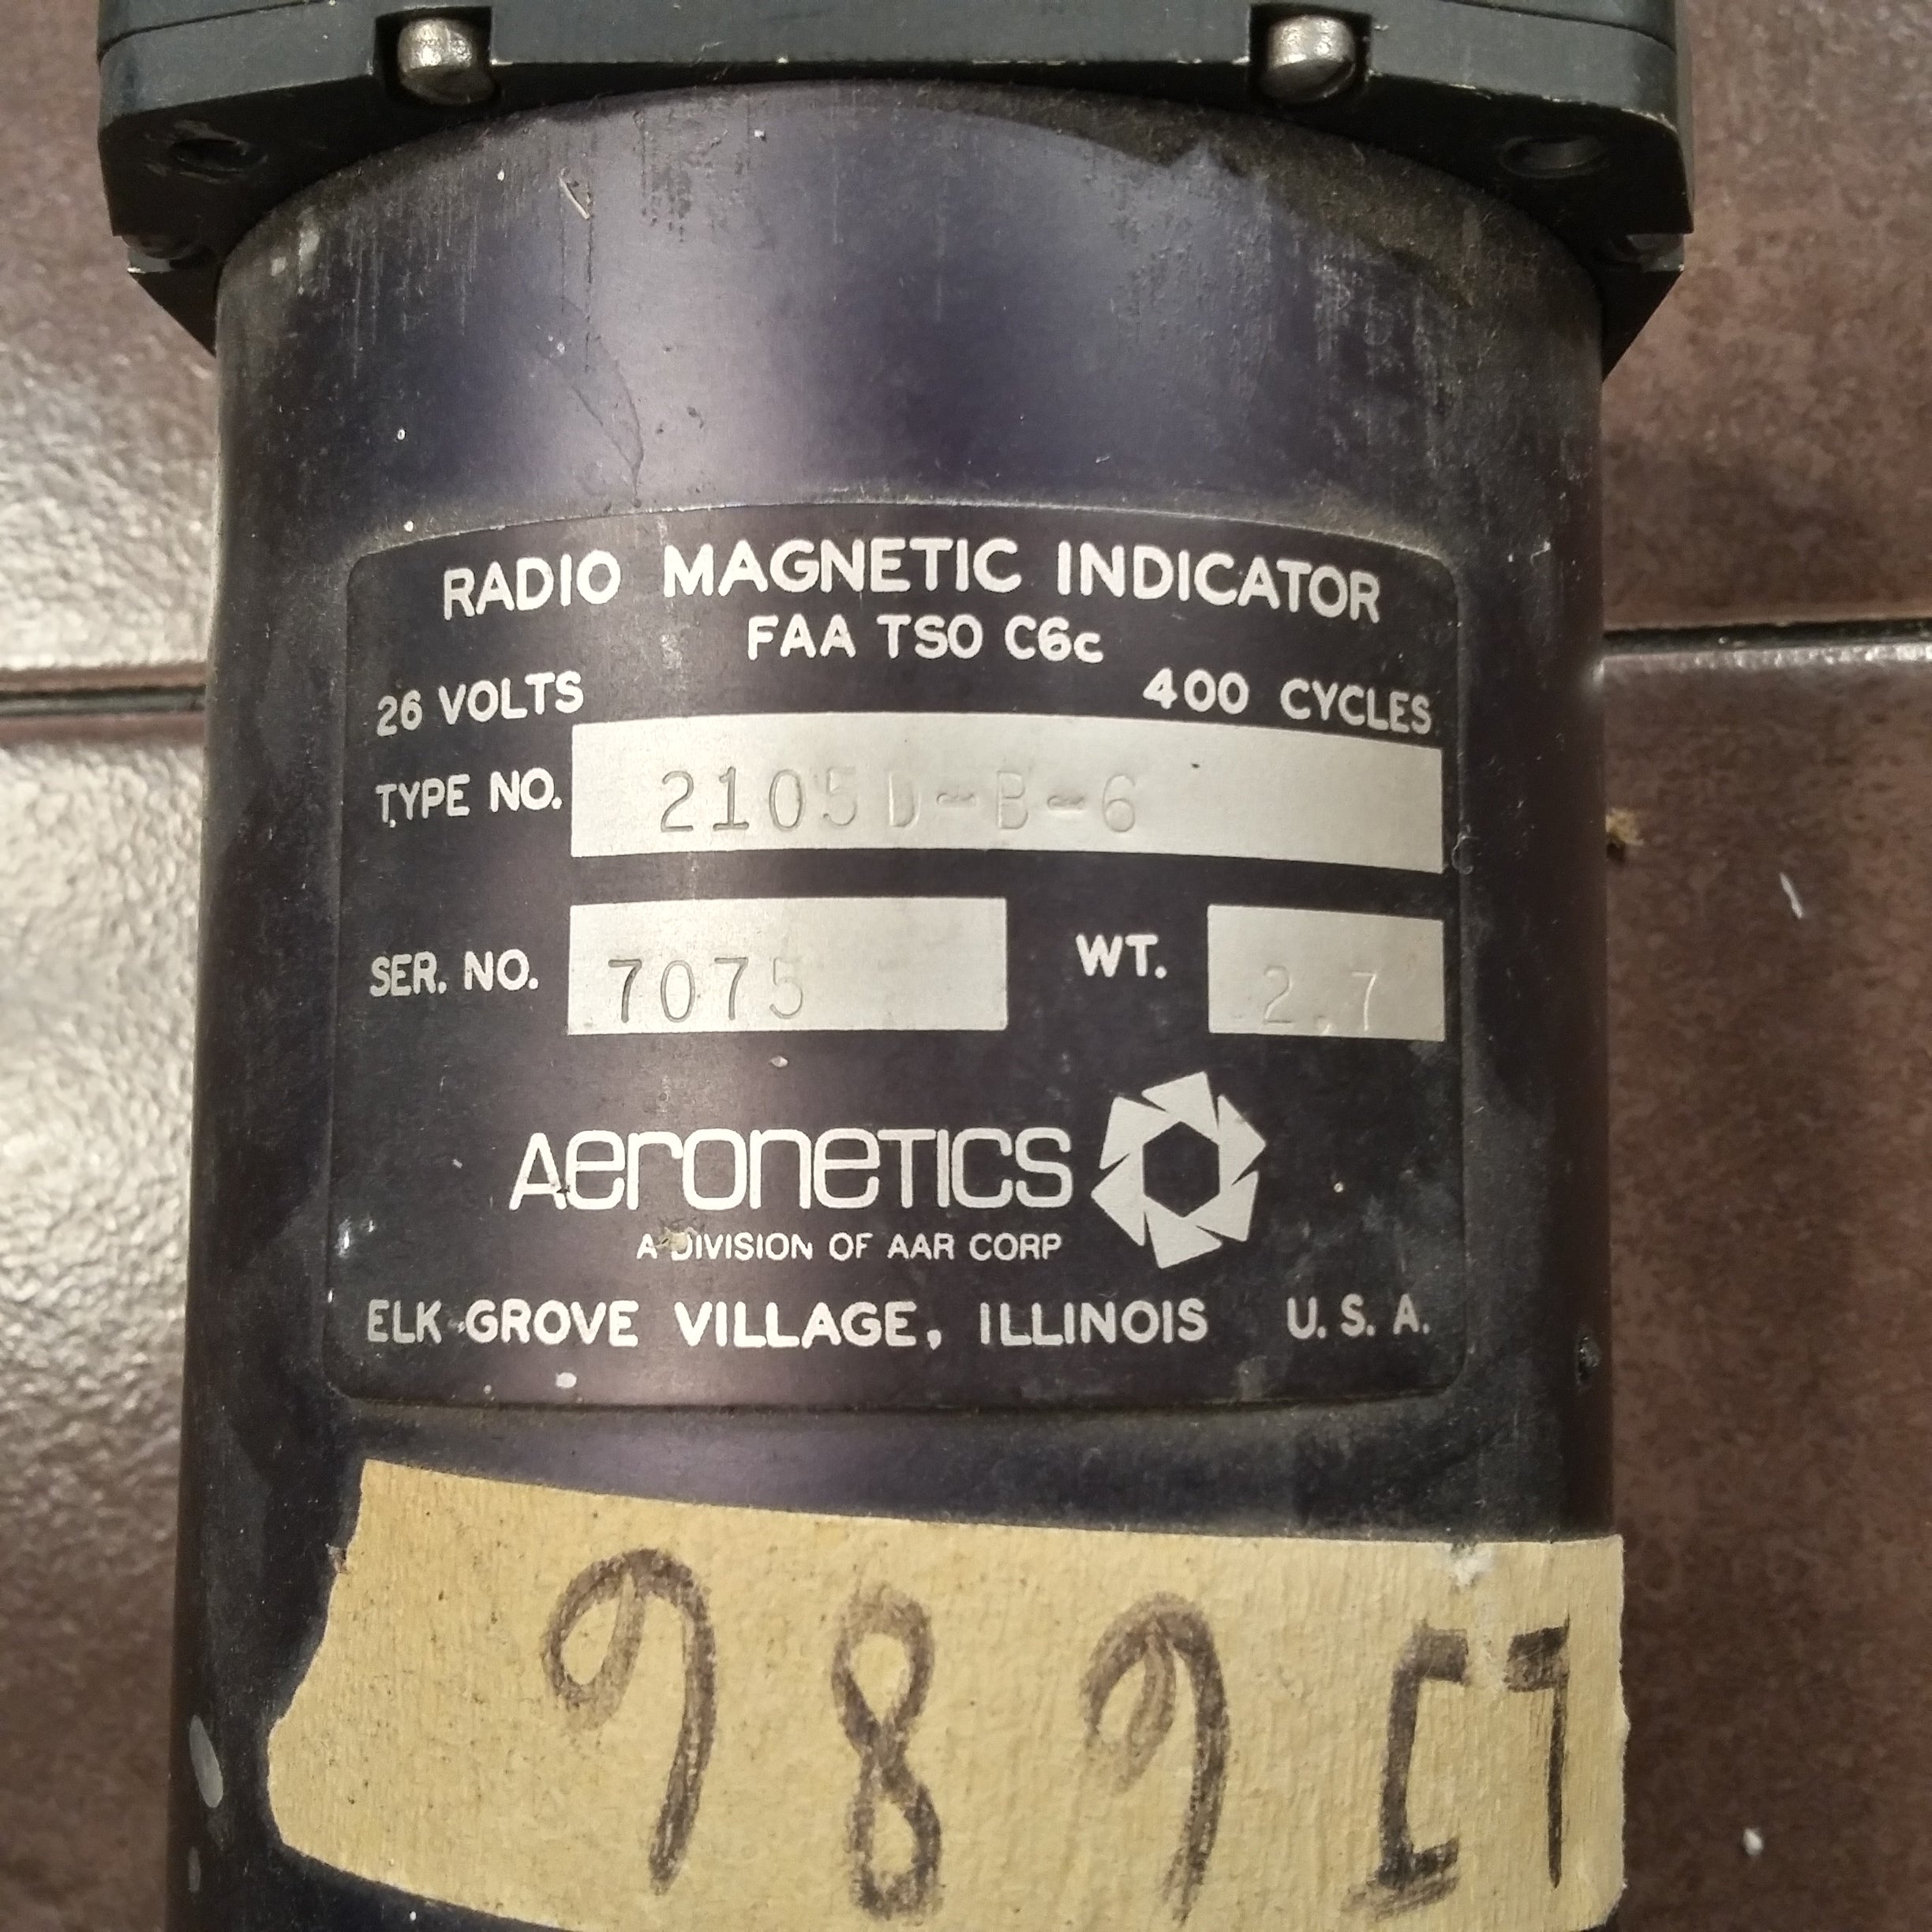 RADIO MAGNETIC INDICATOR
FAA TSO C6c
26 VOLTS 400 CYCLES
TYPE NO. 2105D-B-6
SER. NO. 7075 WT. 2.7
AERONETICS
A DIVISION OF AAR CORP
ELK GROVE VILLAGE, ILLINOIS U.S.A.